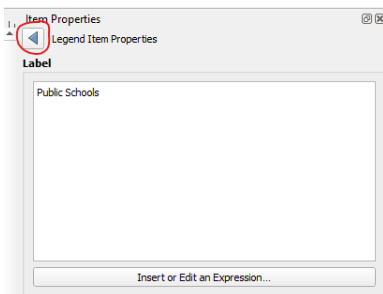 Item Properties
Legend Item Properties
Label
Public Schools
Insert or Edit an Expression...